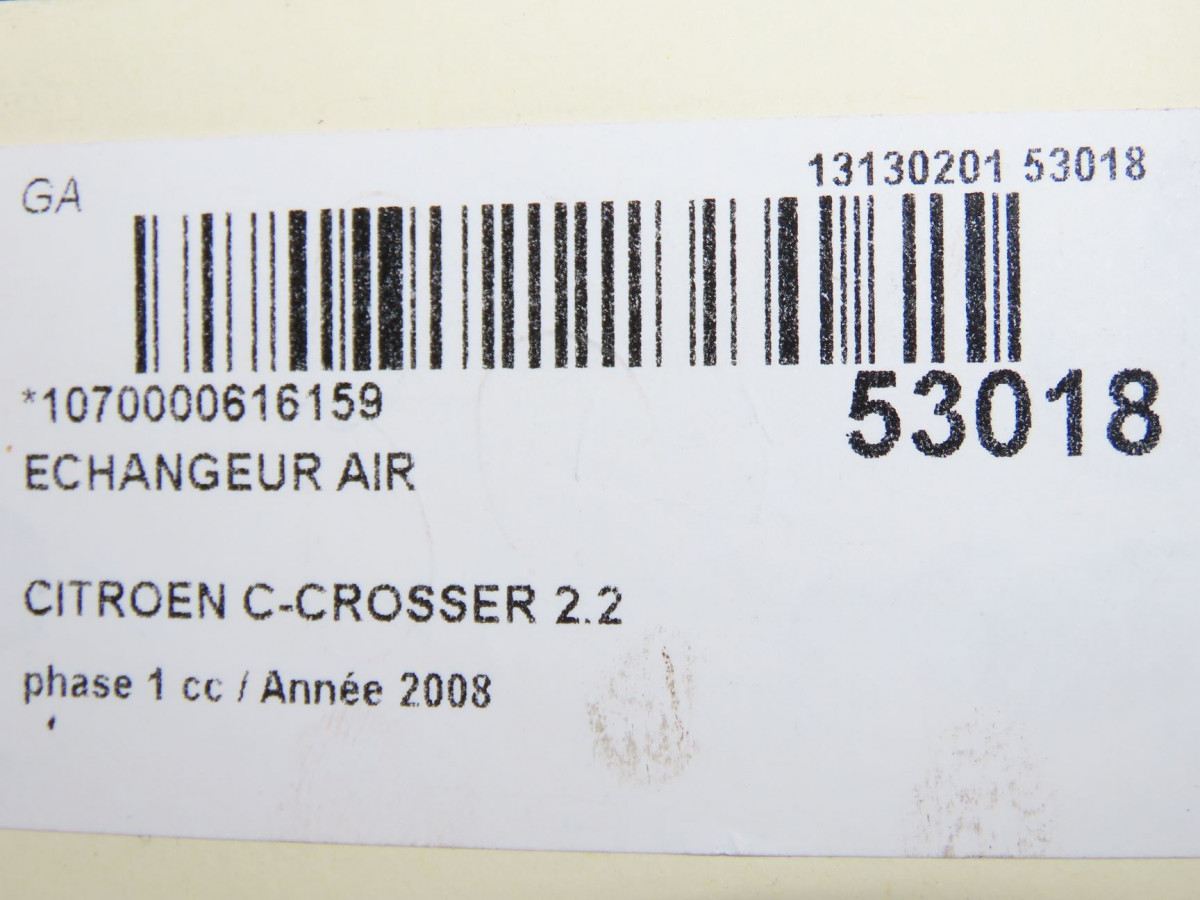 GA
13130201 53018
*1070000616159
53018
ECHANGEUR AIR
CITROEN C-CROSSER 2.2
phase 1 cc / Année 2008